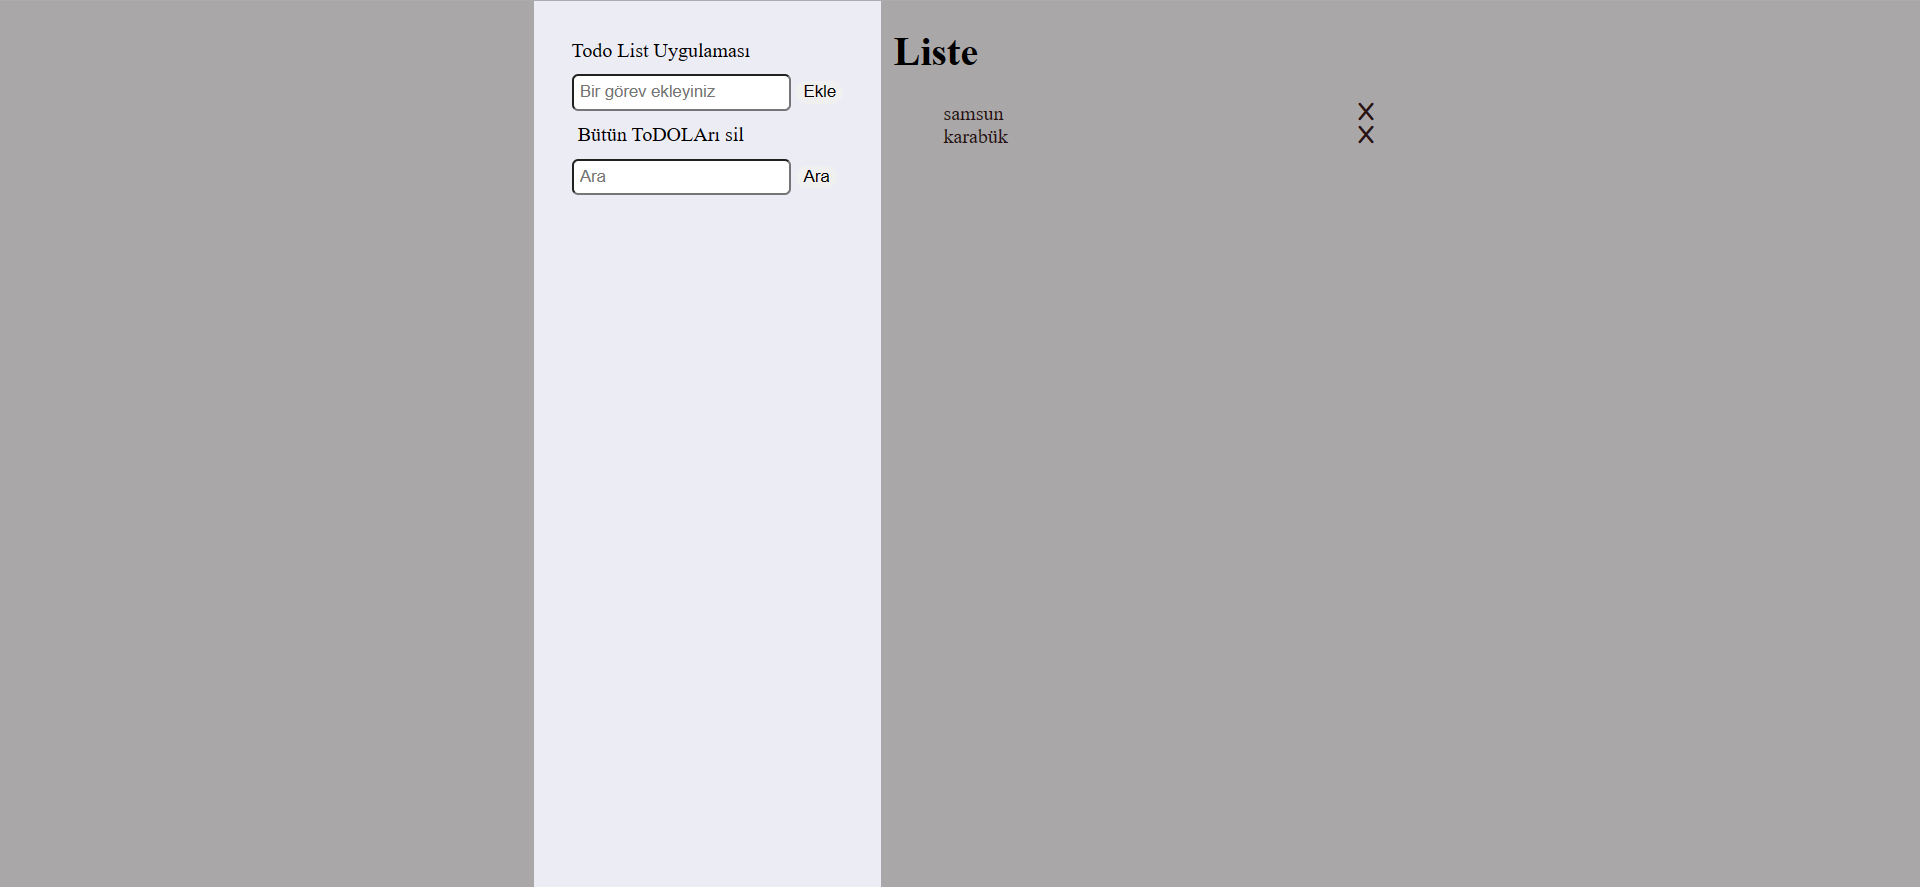 Todo List Uygulaması
Bir görev ekleyiniz Ekle
Bütün ToDOLArı sil
Ara Ara
Liste
samsun X
karabük X